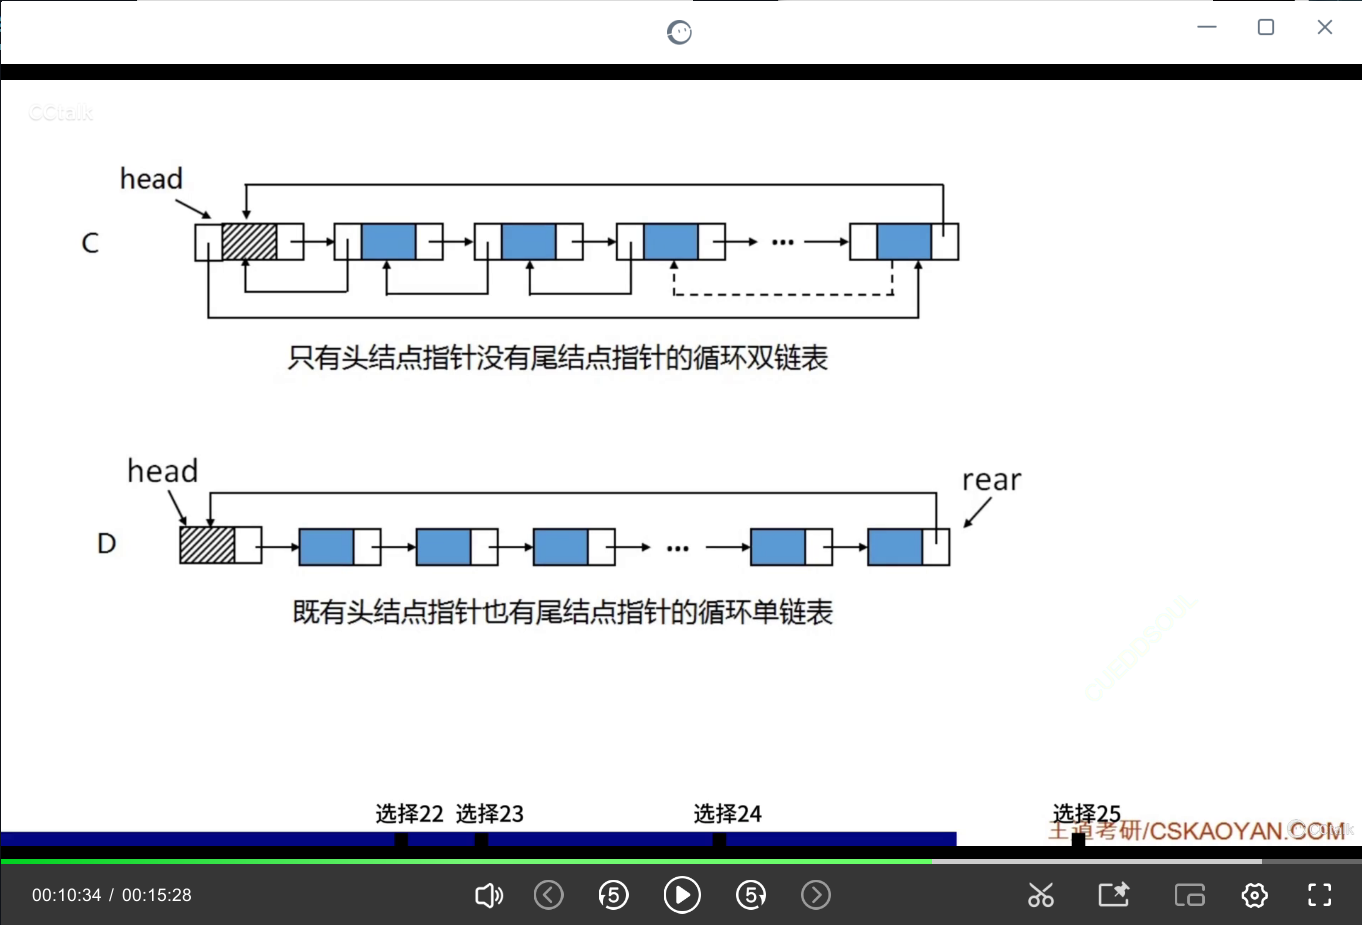 CCtalk
head
C
只有头结点指针没有尾结点指针的循环双链表
head
rear
D
既有头结点指针也有尾结点指针的循环单链表
选择22 选择23 选择24 选择25
王道考研/CSKAOYAN.COM
00:10:34 / 00:15:28
5 5